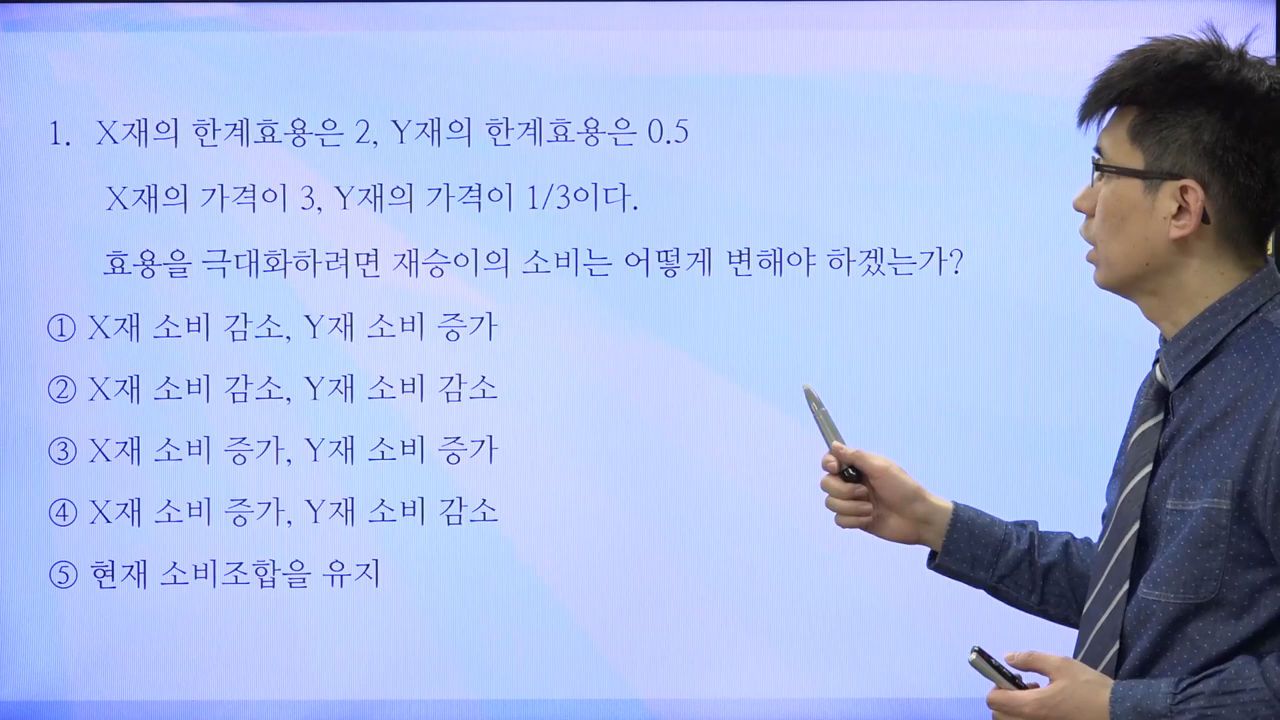 1. X재의 한계효용은 2, Y재의 한계효용은 0.5
X재의 가격이 3, Y재의 가격이 1/3이다.
효용을 극대화하려면 재승이의 소비는 어떻게 변해야 하겠는가?
① X재 소비 감소, Y재 소비 증가
② X재 소비 감소, Y재 소비 감소
③ X재 소비 증가, Y재 소비 증가
④ X재 소비 증가, Y재 소비 감소
⑤ 현재 소비조합을 유지